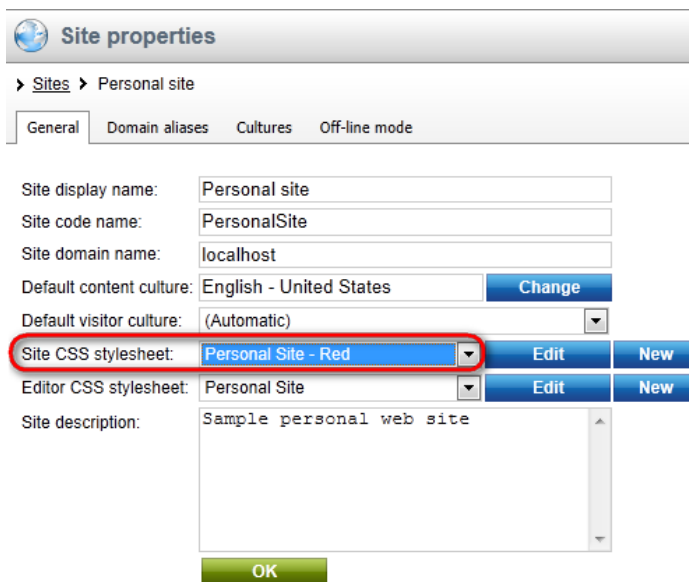 Site properties
Sites Personal site
General Domain aliases Cultures Off-line mode
Site display name: Personal site
Site code name: PersonalSite
Site domain name: localhost
Default content culture: English - United States Change
Default visitor culture: (Automatic)
Site CSS stylesheet: Personal Site - Red Edit New
Editor CSS stylesheet: Personal Site Edit New
Site description: Sample personal web site
OK